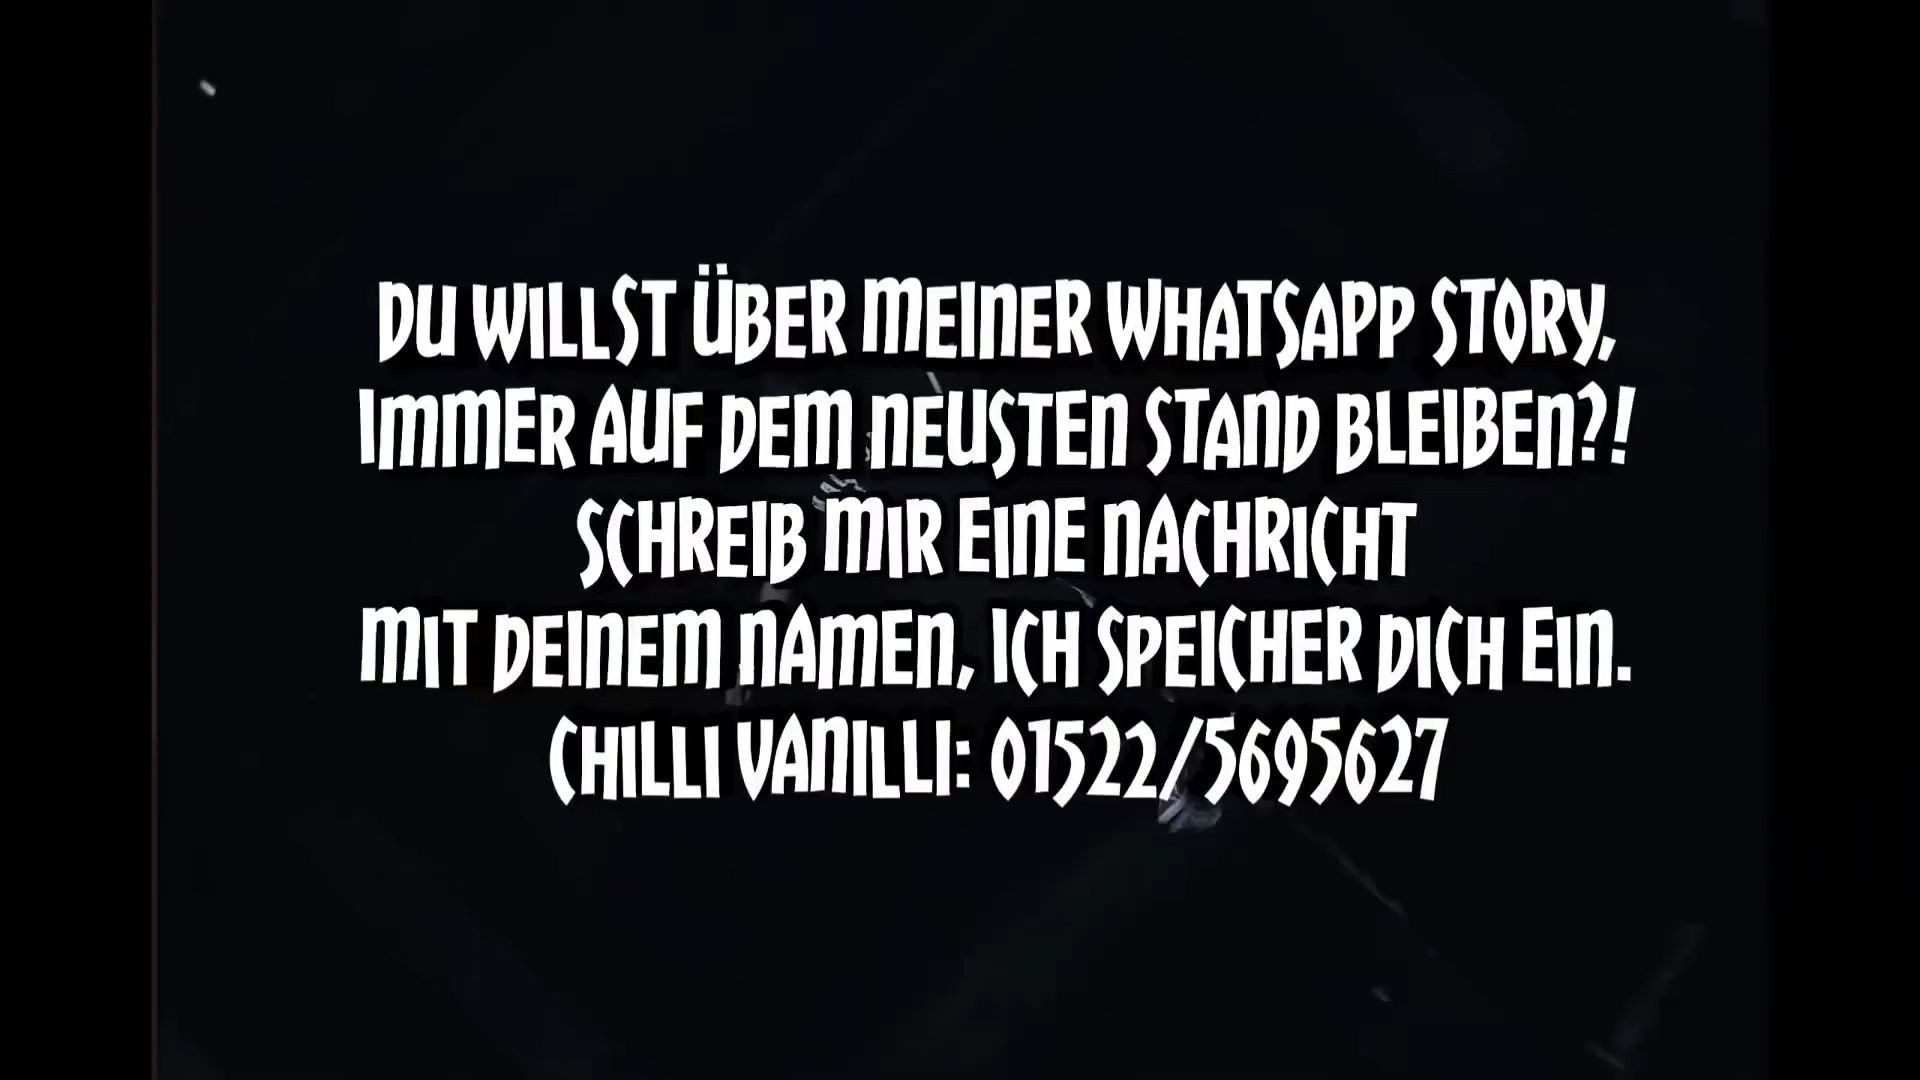 DU WILLST ÜBER MEINER WHATSAPP STORY,
IMMER AUF DEM NEUSTEN STAND BLEIBEN?!
SCHREIB MIR EINE NACHRICHT
MIT DEINEM NAMEN, ICH SPEICHER DICH EIN.
CHILLI VANILLI: 01522/5695627